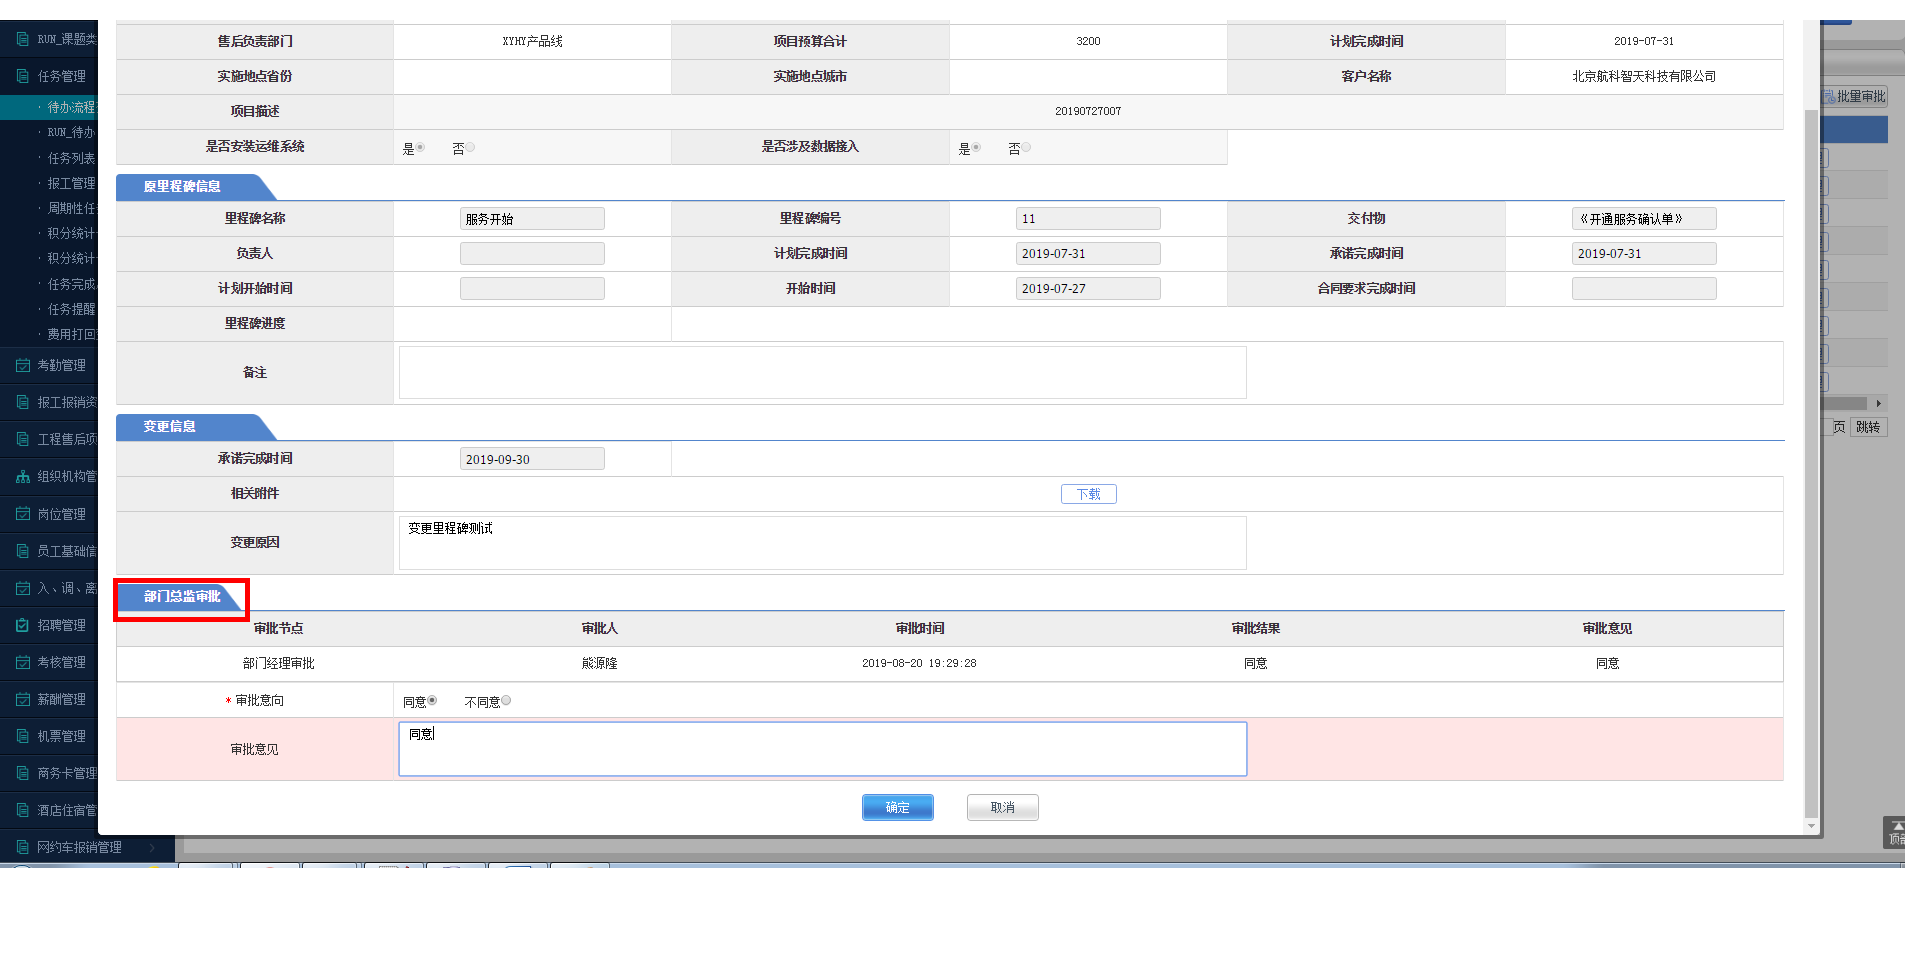 RUN_课题类
任务管理
· 待办流程
· RUN_待办
· 任务列表
· 报工管理
· 周期性任
· 积分统计
· 积分统计
· 任务完成
· 任务提醒
· 费用打回
考勤管理
报工报销资
工程售后项
组织机构管
岗位管理
员工基础信
入、调、离
招聘管理
考核管理
薪酬管理
机票管理
商务卡管理
酒店住宿管
网约车报销管理
售后负责部门 XYHY产品线 项目预算合计 3200 计划完成时间 2019-07-31
实施地点省份 实施地点城市 客户名称 北京航科智天科技有限公司
项目描述 20190727007
是否安装运维系统 是 否 是否涉及数据接入 是 否
原里程碑信息
里程碑名称 服务开始 里程碑编号 11 交付物 《开通服务确认单》
负责人 计划完成时间 2019-07-31 承诺完成时间 2019-07-31
计划开始时间 开始时间 2019-07-27 合同要求完成时间
里程碑进度
备注
变更信息
承诺完成时间 2019-09-30
相关附件 下载
变更原因 变更里程碑测试
部门总监审批
审批节点 审批人 审批时间 审批结果 审批意见
部门经理审批 熊源隆 2019-08-20 19:29:28 同意 同意
* 审批意向 同意 不同意
审批意见 同意
确定 取消
批量审批
页 跳转
顶部